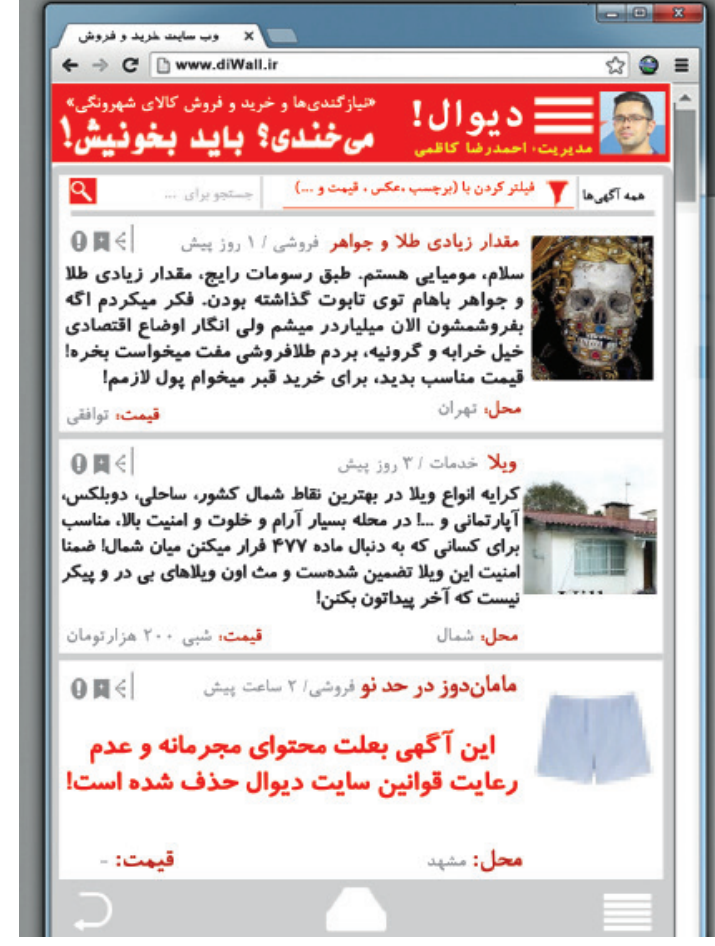 وب سایت خرید و فروش
www.diWall.ir
دیوال!
مدیریت: احمدرضا کاظمی
«نیازگندی‌ها و خرید و فروش کالای شهرونگی»
می‌خندی؟ باید بخونیش!
همه آگهی‌ها
فیلتر کردن با (برچسب ،عکس ، قیمت و ...)
جستجو برای ...
مقدار زیادی طلا و جواهر فروشی / ۱ روز پیش
سلام، مومیایی هستم. طبق رسومات رایج، مقدار زیادی طلا
و جواهر باهام توی تابوت گذاشته بودن. فکر میکردم اگه
بفروشمشون الان میلیاردر میشم ولی انگار اوضاع اقتصادی
خیل خرابه و گرونیه، بردم طلافروشی مفت میخواست بخره!
قیمت مناسب بدید، برای خرید قبر میخوام پول لازمم!
محل: تهران
قیمت: توافقی
ویلا خدمات / ۳ روز پیش
کرایه انواع ویلا در بهترین نقاط شمال کشور، ساحلی، دوبلکس،
آپارتمانی و ...! در محله بسیار آرام و خلوت و امنیت بالا، مناسب
برای کسانی که به دنبال ماده ۴۷۷ فرار میکنن میان شمال! ضمنا
امنیت این ویلا تضمین شده‌ست و مث اون ویلاهای بی در و پیکر
نیست که آخر پیداتون بکنن!
محل: شمال
قیمت: شبی ۲۰۰ هزارتومان
مامان‌دوز در حد نو فروشی/ ۲ ساعت پیش
این آگهی بعلت محتوای مجرمانه و عدم
رعایت قوانین سایت دیوال حذف شده است!
محل: مشهد
قیمت: -